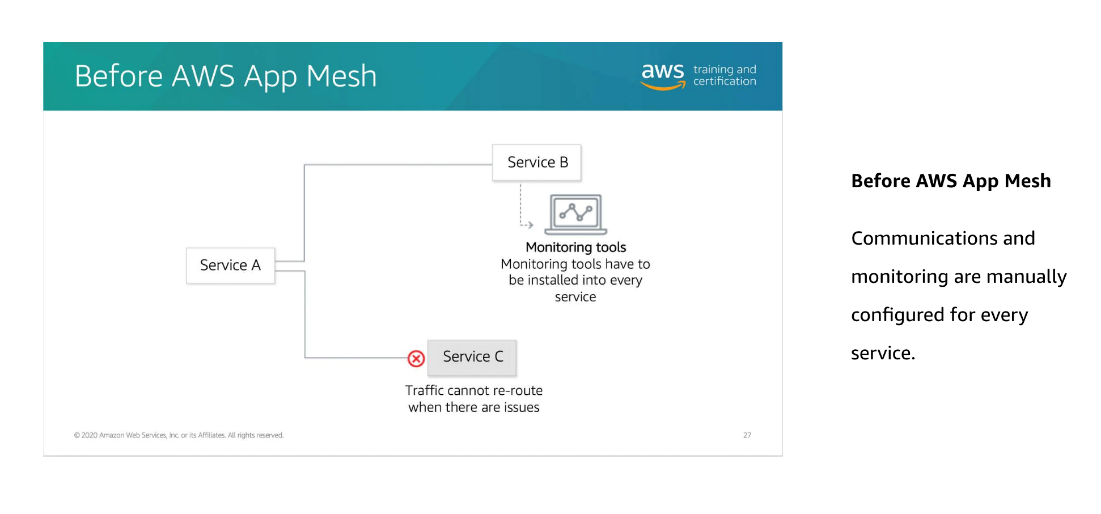 Before AWS App Mesh
aws training and
certification
Service B
Monitoring tools
Monitoring tools have to
be installed into every
service
Service A
Service C
Traffic cannot re-route
when there are issues
© 2020 Amazon Web Services, Inc. or its Affiliates. All rights reserved.
27
Before AWS App Mesh
Communications and
monitoring are manually
configured for every
service.